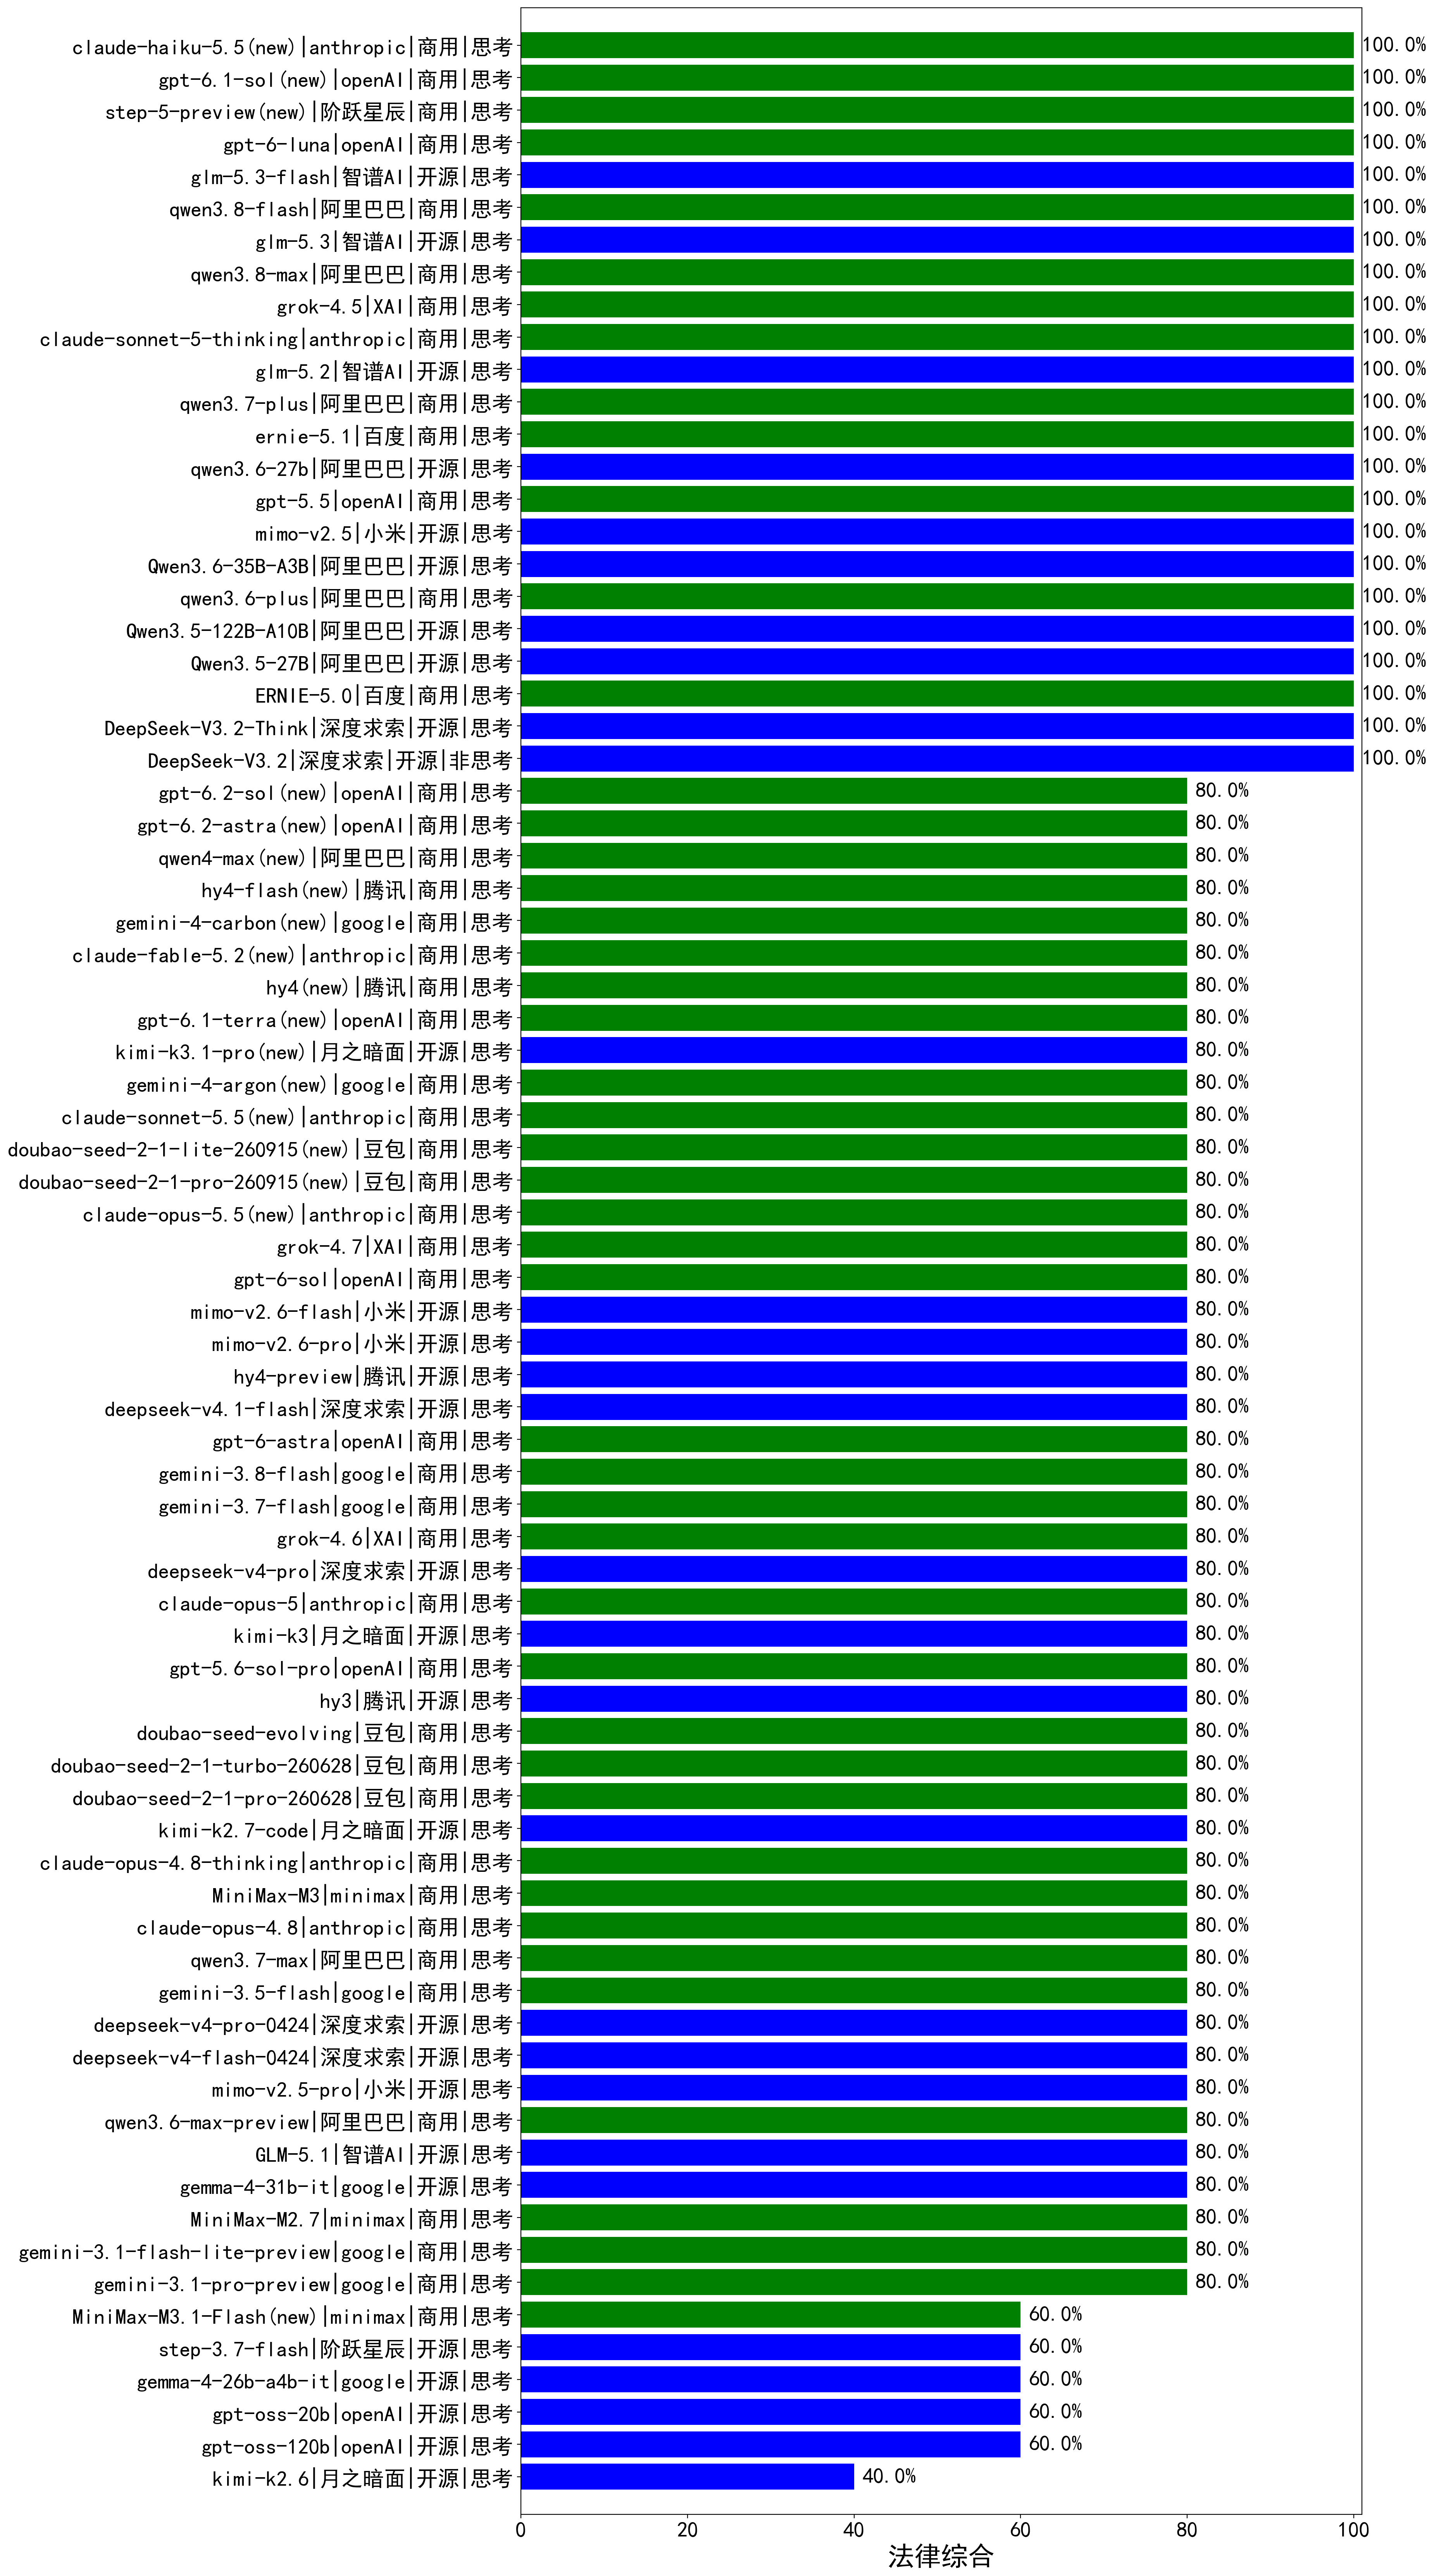 claude-haiku-5.5(new)|anthropic|商用|思考 100.0%
gpt-6.1-sol(new)|openAI|商用|思考 100.0%
step-5-preview(new)|阶跃星辰|商用|思考 100.0%
gpt-6-luna|openAI|商用|思考 100.0%
glm-5.3-flash|智谱AI|开源|思考 100.0%
qwen3.8-flash|阿里巴巴|商用|思考 100.0%
glm-5.3|智谱AI|开源|思考 100.0%
qwen3.8-max|阿里巴巴|商用|思考 100.0%
grok-4.5|XAI|商用|思考 100.0%
claude-sonnet-5-thinking|anthropic|商用|思考 100.0%
glm-5.2|智谱AI|开源|思考 100.0%
qwen3.7-plus|阿里巴巴|商用|思考 100.0%
ernie-5.1|百度|商用|思考 100.0%
qwen3.6-27b|阿里巴巴|开源|思考 100.0%
gpt-5.5|openAI|商用|思考 100.0%
mimo-v2.5|小米|开源|思考 100.0%
Qwen3.6-35B-A3B|阿里巴巴|开源|思考 100.0%
qwen3.6-plus|阿里巴巴|商用|思考 100.0%
Qwen3.5-122B-A10B|阿里巴巴|开源|思考 100.0%
Qwen3.5-27B|阿里巴巴|开源|思考 100.0%
ERNIE-5.0|百度|商用|思考 100.0%
DeepSeek-V3.2-Think|深度求索|开源|思考 100.0%
DeepSeek-V3.2|深度求索|开源|非思考 100.0%
gpt-6.2-sol(new)|openAI|商用|思考 80.0%
gpt-6.2-astra(new)|openAI|商用|思考 80.0%
qwen4-max(new)|阿里巴巴|商用|思考 80.0%
hy4-flash(new)|腾讯|商用|思考 80.0%
gemini-4-carbon(new)|google|商用|思考 80.0%
claude-fable-5.2(new)|anthropic|商用|思考 80.0%
hy4(new)|腾讯|商用|思考 80.0%
gpt-6.1-terra(new)|openAI|商用|思考 80.0%
kimi-k3.1-pro(new)|月之暗面|开源|思考 80.0%
gemini-4-argon(new)|google|商用|思考 80.0%
claude-sonnet-5.5(new)|anthropic|商用|思考 80.0%
doubao-seed-2-1-lite-260915(new)|豆包|商用|思考 80.0%
doubao-seed-2-1-pro-260915(new)|豆包|商用|思考 80.0%
claude-opus-5.5(new)|anthropic|商用|思考 80.0%
grok-4.7|XAI|商用|思考 80.0%
gpt-6-sol|openAI|商用|思考 80.0%
mimo-v2.6-flash|小米|开源|思考 80.0%
mimo-v2.6-pro|小米|开源|思考 80.0%
hy4-preview|腾讯|开源|思考 80.0%
deepseek-v4.1-flash|深度求索|开源|思考 80.0%
gpt-6-astra|openAI|商用|思考 80.0%
gemini-3.8-flash|google|商用|思考 80.0%
gemini-3.7-flash|google|商用|思考 80.0%
grok-4.6|XAI|商用|思考 80.0%
deepseek-v4-pro|深度求索|开源|思考 80.0%
claude-opus-5|anthropic|商用|思考 80.0%
kimi-k3|月之暗面|开源|思考 80.0%
gpt-5.6-sol-pro|openAI|商用|思考 80.0%
hy3|腾讯|开源|思考 80.0%
doubao-seed-evolving|豆包|商用|思考 80.0%
doubao-seed-2-1-turbo-260628|豆包|商用|思考 80.0%
doubao-seed-2-1-pro-260628|豆包|商用|思考 80.0%
kimi-k2.7-code|月之暗面|开源|思考 80.0%
claude-opus-4.8-thinking|anthropic|商用|思考 80.0%
MiniMax-M3|minimax|商用|思考 80.0%
claude-opus-4.8|anthropic|商用|思考 80.0%
qwen3.7-max|阿里巴巴|商用|思考 80.0%
gemini-3.5-flash|google|商用|思考 80.0%
deepseek-v4-pro-0424|深度求索|开源|思考 80.0%
deepseek-v4-flash-0424|深度求索|开源|思考 80.0%
mimo-v2.5-pro|小米|开源|思考 80.0%
qwen3.6-max-preview|阿里巴巴|商用|思考 80.0%
GLM-5.1|智谱AI|开源|思考 80.0%
gemma-4-31b-it|google|开源|思考 80.0%
MiniMax-M2.7|minimax|商用|思考 80.0%
gemini-3.1-flash-lite-preview|google|商用|思考 80.0%
gemini-3.1-pro-preview|google|商用|思考 80.0%
MiniMax-M3.1-Flash(new)|minimax|商用|思考 60.0%
step-3.7-flash|阶跃星辰|开源|思考 60.0%
gemma-4-26b-a4b-it|google|开源|思考 60.0%
gpt-oss-20b|openAI|开源|思考 60.0%
gpt-oss-120b|openAI|开源|思考 60.0%
kimi-k2.6|月之暗面|开源|思考 40.0%
0 20 40 60 80 100
法律综合